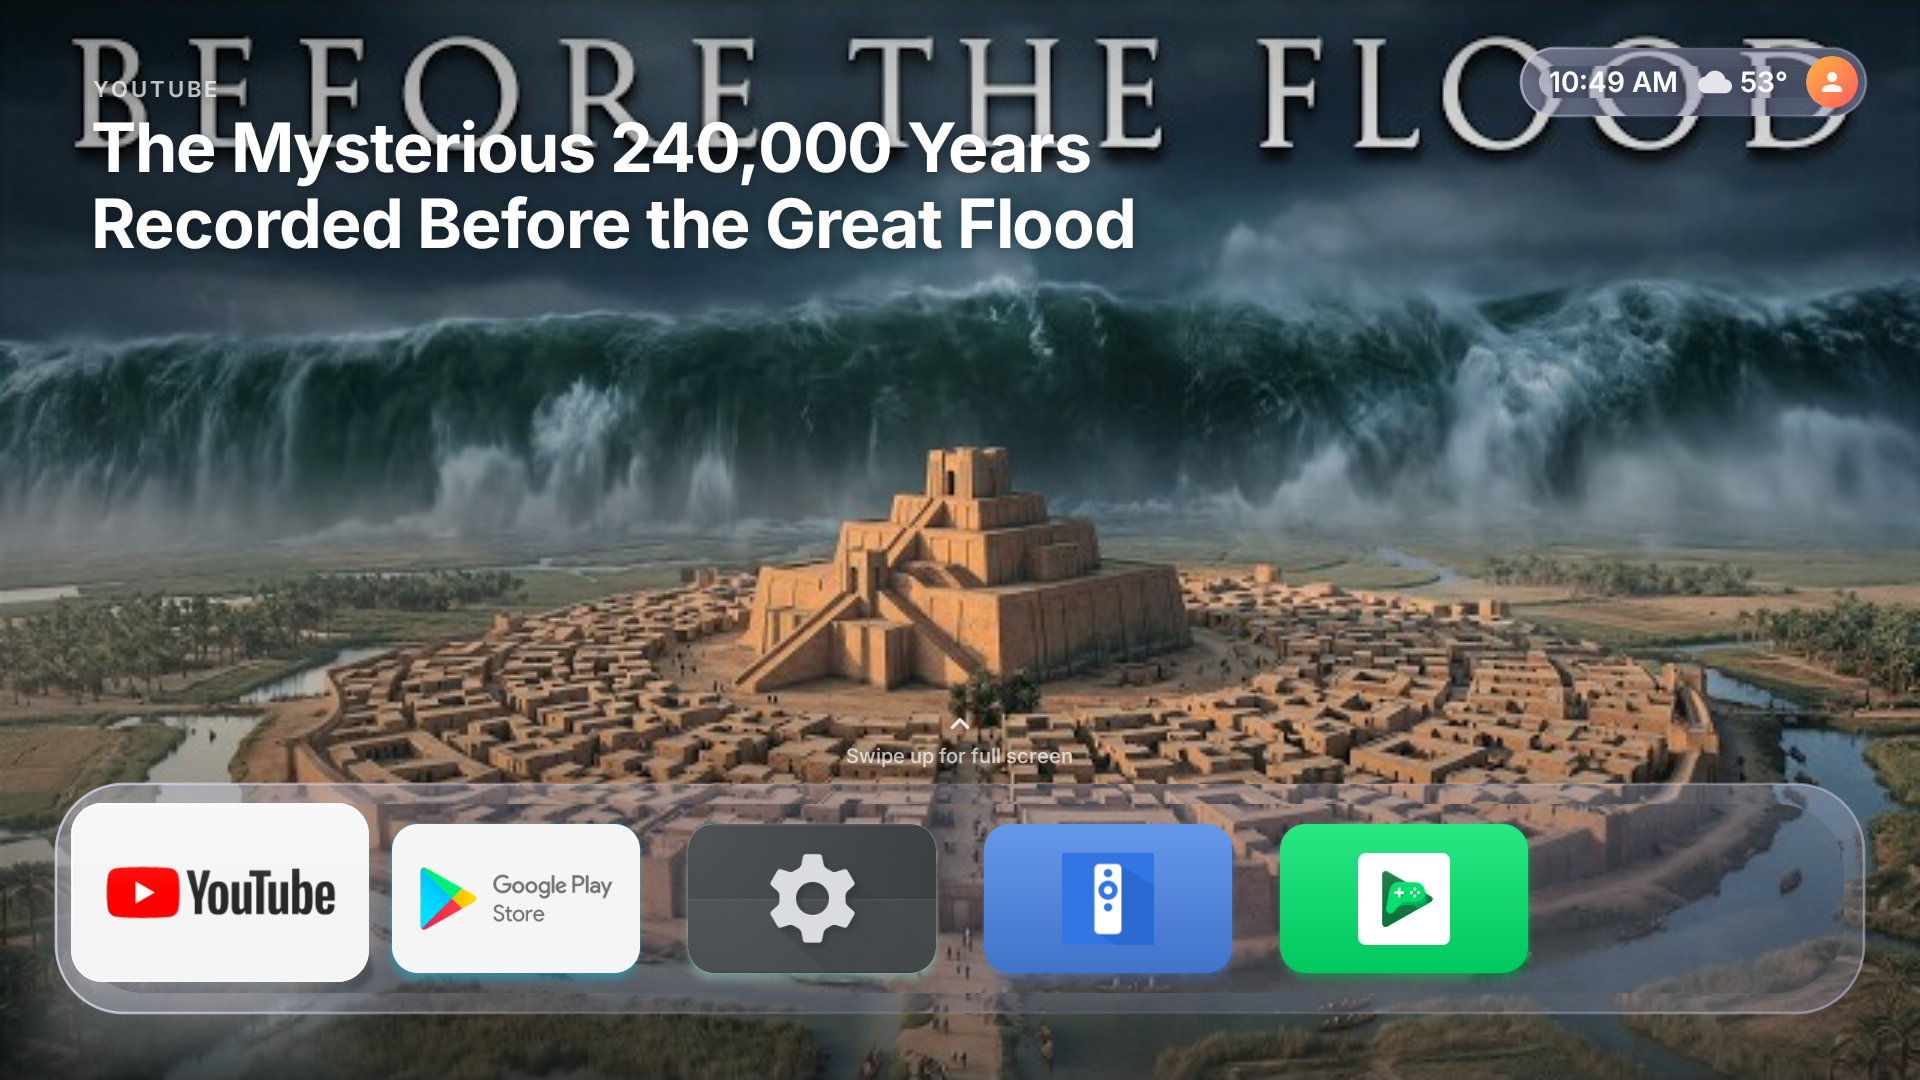 BEFORE THE FLOOD
YOUTUBE
10:49 AM 53°
The Mysterious 240,000 Years
Recorded Before the Great Flood
Swipe up for full screen
YouTube
Google Play
Store